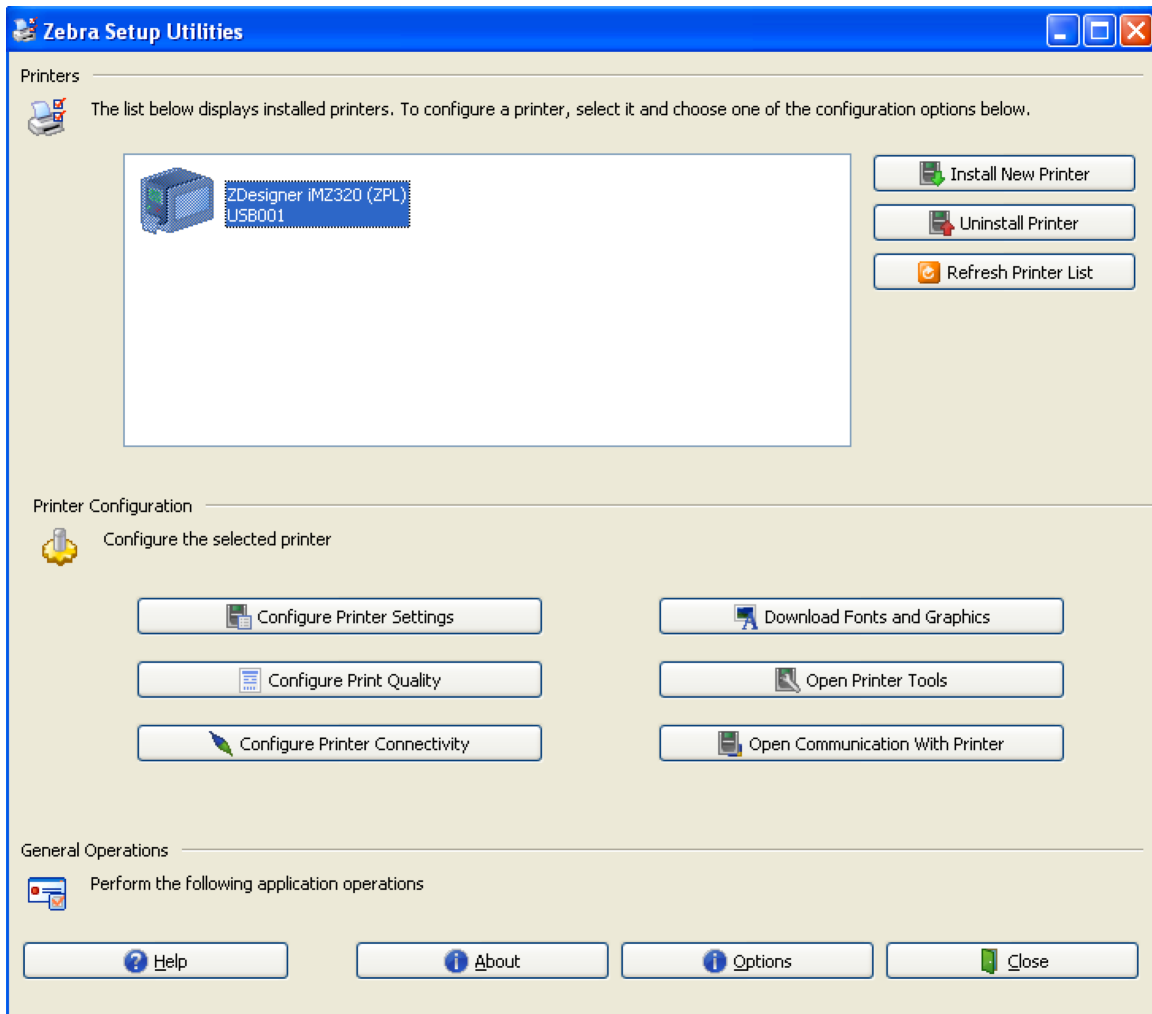 Zebra Setup Utilities
Printers
The list below displays installed printers. To configure a printer, select it and choose one of the configuration options below.
ZDesigner iMZ320 (ZPL)
USB001
Install New Printer
Uninstall Printer
Refresh Printer List
Printer Configuration
Configure the selected printer
Configure Printer Settings
Download Fonts and Graphics
Configure Print Quality
Open Printer Tools
Configure Printer Connectivity
Open Communication With Printer
General Operations
Perform the following application operations
Help
About
Options
Close